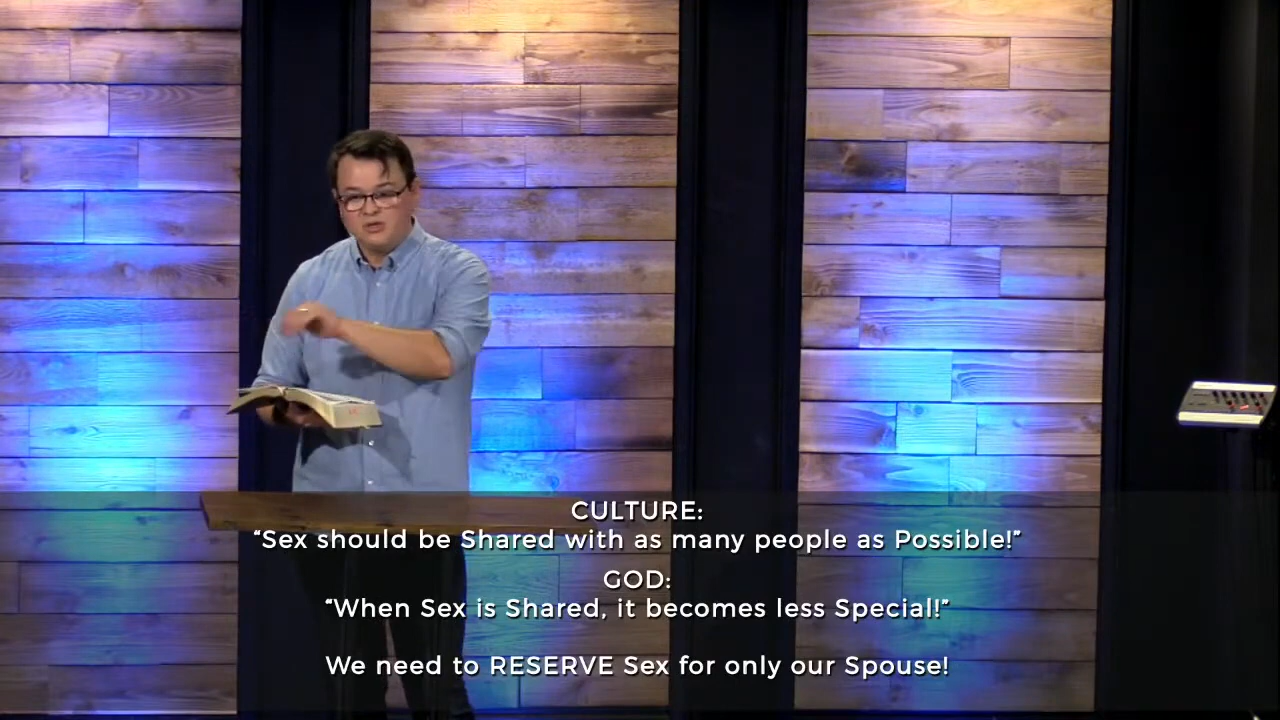 CULTURE:
“Sex should be Shared with as many people as Possible!”
GOD:
“When Sex is Shared, it becomes less Special!”
We need to RESERVE Sex for only our Spouse!